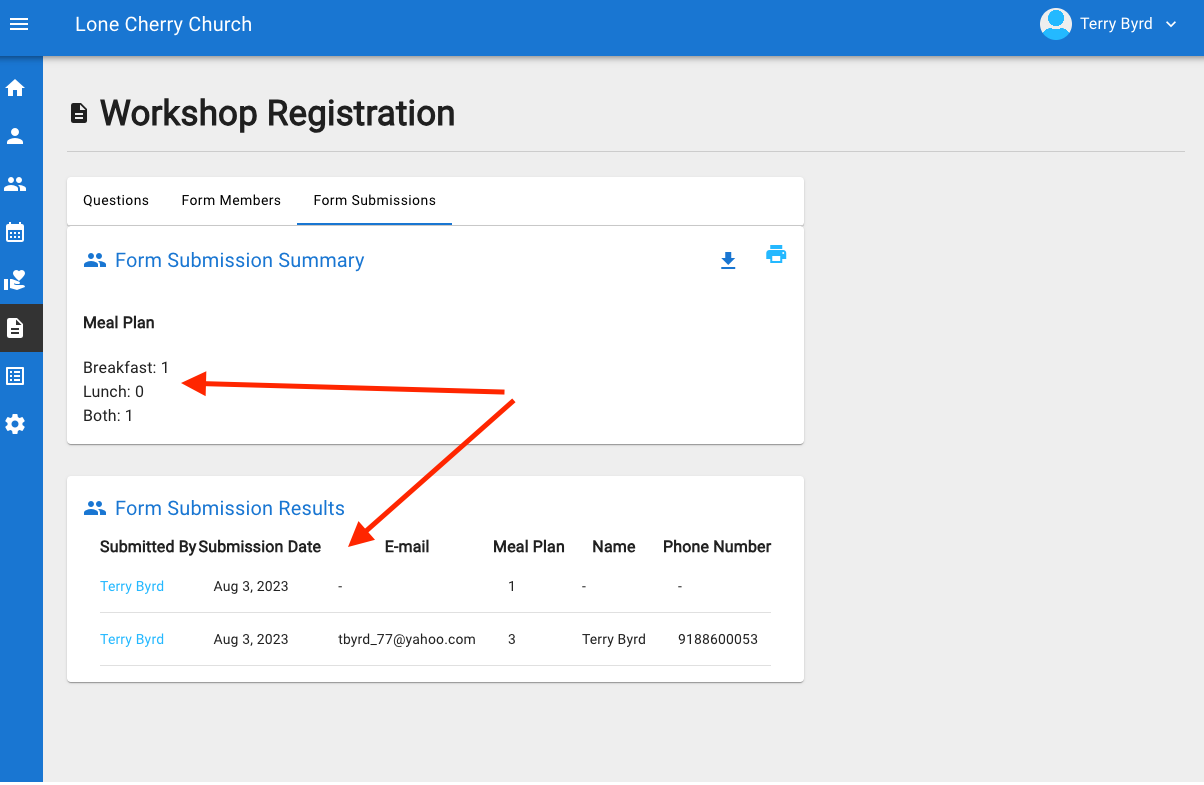 Lone Cherry Church
Terry Byrd
Workshop Registration
Questions Form Members Form Submissions
Form Submission Summary
Meal Plan
Breakfast: 1
Lunch: 0
Both: 1
Form Submission Results
Submitted By Submission Date E-mail Meal Plan Name Phone Number
Terry Byrd Aug 3, 2023 - 1 - -
Terry Byrd Aug 3, 2023 tbyrd_77@yahoo.com 3 Terry Byrd 9188600053